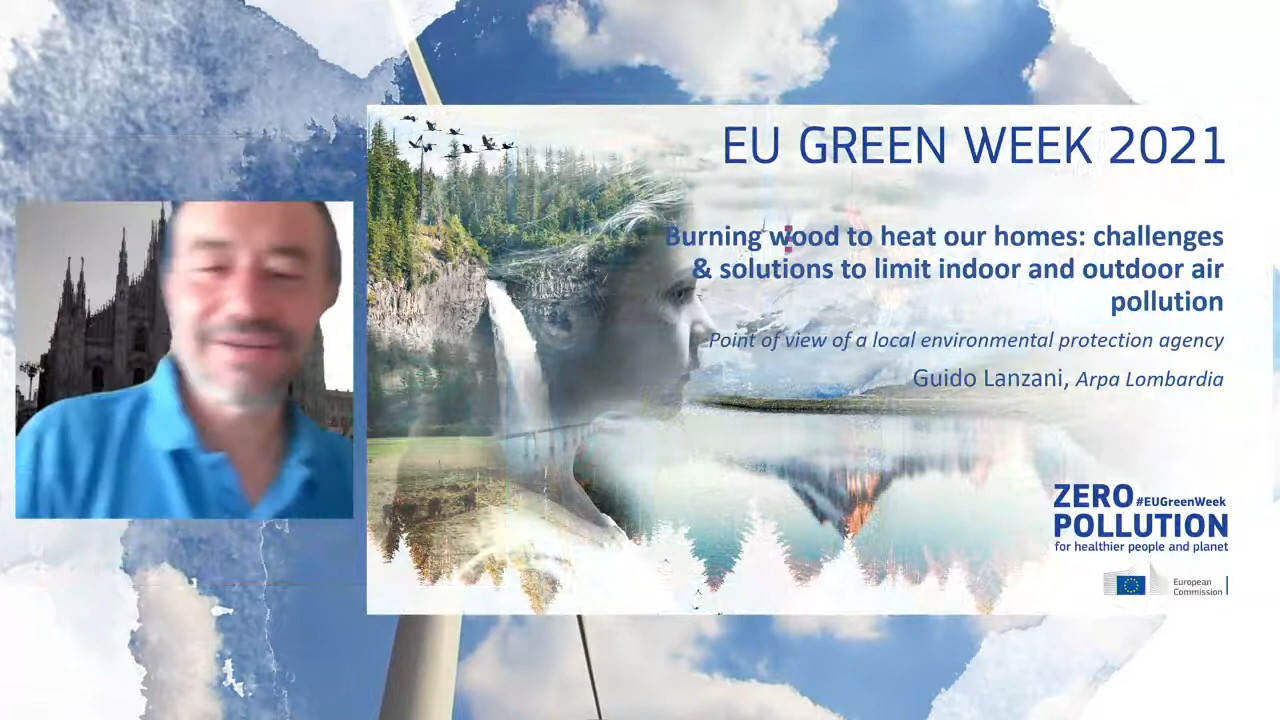 EU GREEN WEEK 2021
Burning wood to heat our homes: challenges
& solutions to limit indoor and outdoor air
pollution
Point of view of a local environmental protection agency
Guido Lanzani, Arpa Lombardia
ZERO #EUGreenWeek
POLLUTION
for healthier people and planet
European
Commission